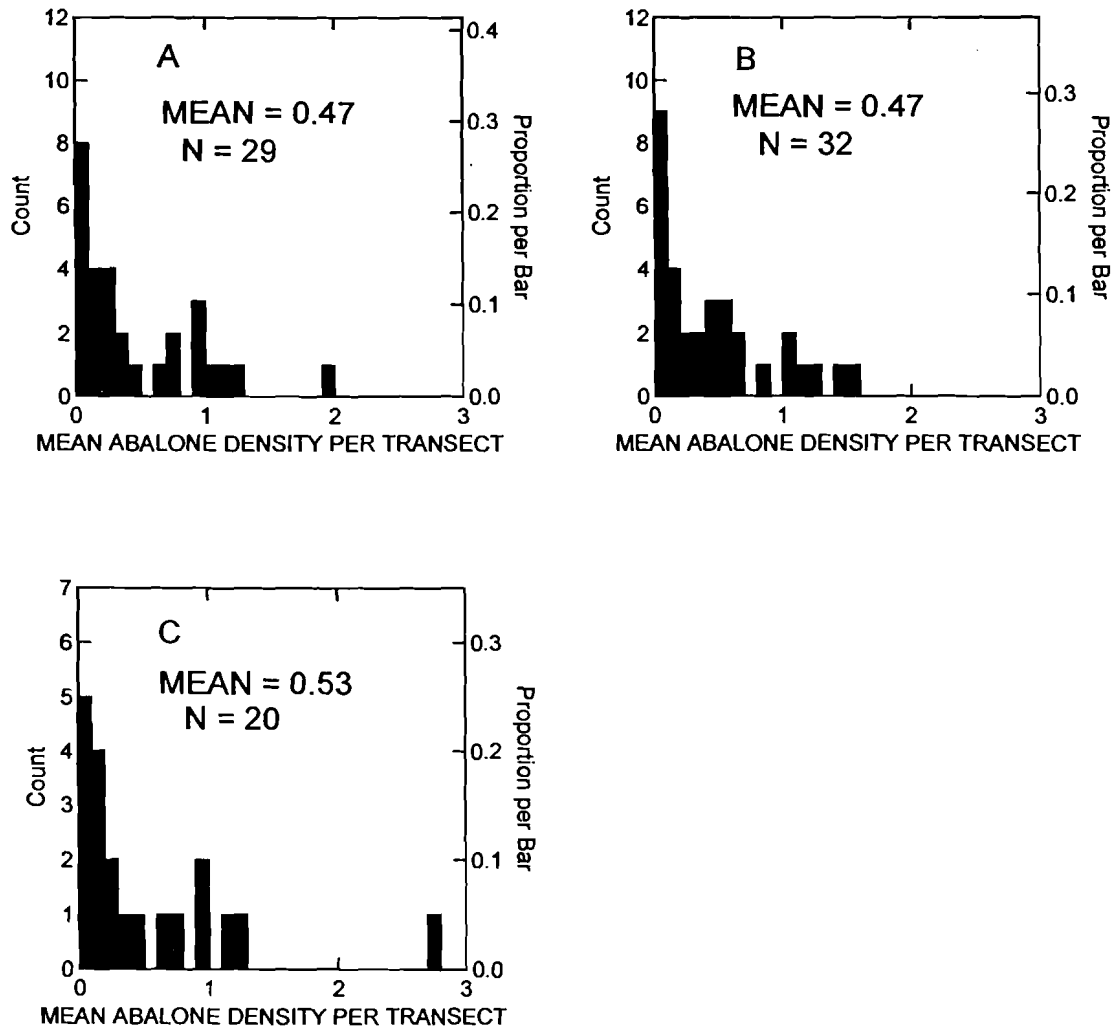 A
MEAN = 0.47
N = 29
12
10
8
6
4
2
0
Count
0.4
0.3
0.2
0.1
0.0
Proportion per Bar
0 1 2 3
MEAN ABALONE DENSITY PER TRANSECT
B
MEAN = 0.47
N = 32
12
10
8
6
4
2
0
Count
0.3
0.2
0.1
0.0
Proportion per Bar
0 1 2 3
MEAN ABALONE DENSITY PER TRANSECT
C
MEAN = 0.53
N = 20
7
6
5
4
3
2
1
0
Count
0.3
0.2
0.1
0.0
Proportion per Bar
0 1 2 3
MEAN ABALONE DENSITY PER TRANSECT